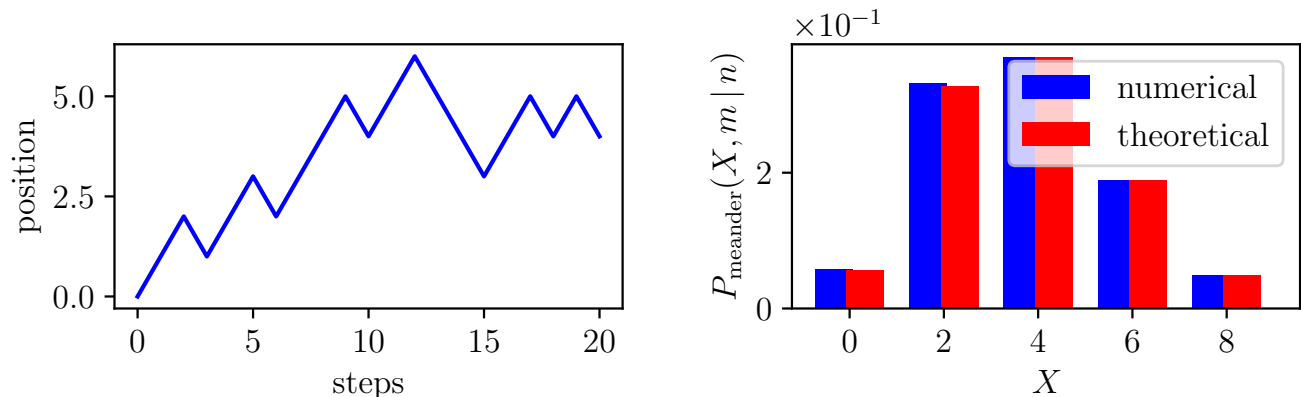 position
5.0
2.5
0.0
0 5 10 15 20
steps
×10⁻¹
P_meander(X, m | n)
2
0
numerical
theoretical
0 2 4 6 8
X